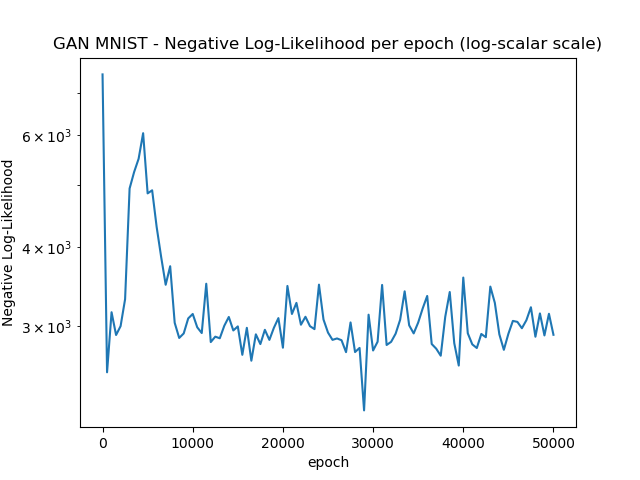 GAN MNIST - Negative Log-Likelihood per epoch (log-scalar scale)
Negative Log-Likelihood
6 × 10³
4 × 10³
3 × 10³
0 10000 20000 30000 40000 50000
epoch